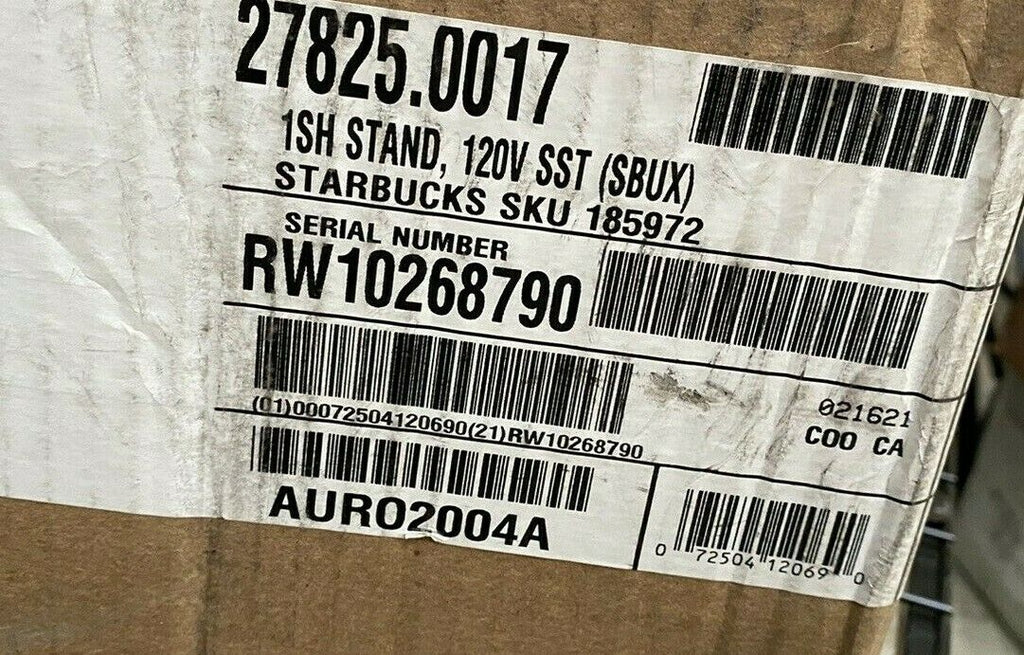 27825.0017
1SH STAND, 120V SST (SBUX)
STARBUCKS SKU 185972
SERIAL NUMBER
RW10268790
(01)00072504120690(21)RW10268790
021621
COO CA
AURO2004A
0 72504 12069 0